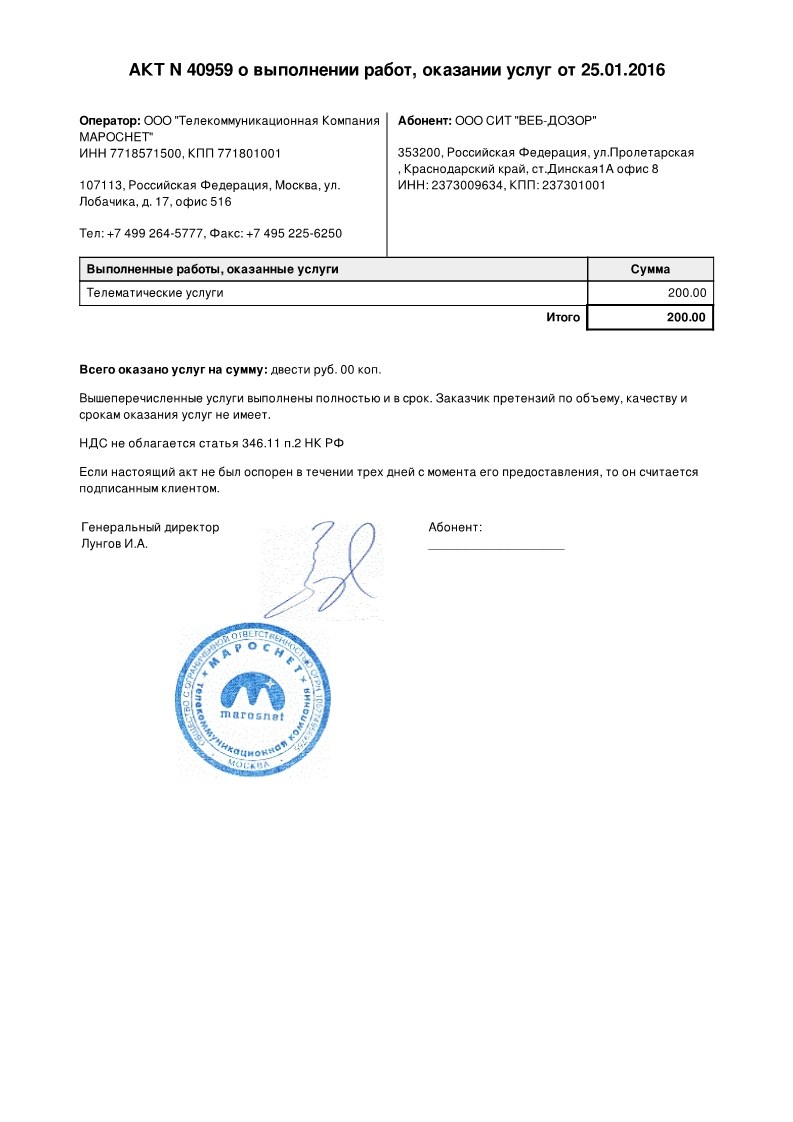 АКТ N 40959 о выполнении работ, оказании услуг от 25.01.2016
Оператор: ООО "Телекоммуникационная Компания
МАРОСНЕТ"
ИНН 7718571500, КПП 771801001
107113, Российская Федерация, Москва, ул.
Лобачика, д. 17, офис 516
Тел: +7 499 264-5777, Факс: +7 495 225-6250
Абонент: ООО СИТ "ВЕБ-ДОЗОР"
353200, Российская Федерация, ул.Пролетарская
, Краснодарский край, ст.Динская1А офис 8
ИНН: 2373009634, КПП: 237301001
Выполненные работы, оказанные услуги Сумма
Телематические услуги 200.00
Итого 200.00
Всего оказано услуг на сумму: двести руб. 00 коп.
Вышеперечисленные услуги выполнены полностью и в срок. Заказчик претензий по объему, качеству и
срокам оказания услуг не имеет.
НДС не облагается статья 346.11 п.2 НК РФ
Если настоящий акт не был оспорен в течении трех дней с момента его предоставления, то он считается
подписанным клиентом.
Генеральный директор
Лунгов И.А.
Абонент:
ОБЩЕСТВО С ОГРАНИЧЕННОЙ ОТВЕТСТВЕННОСТЬЮ ОГРН
МАРОСНЕТ
телекоммуникационная компания
marosnet
МОСКВА